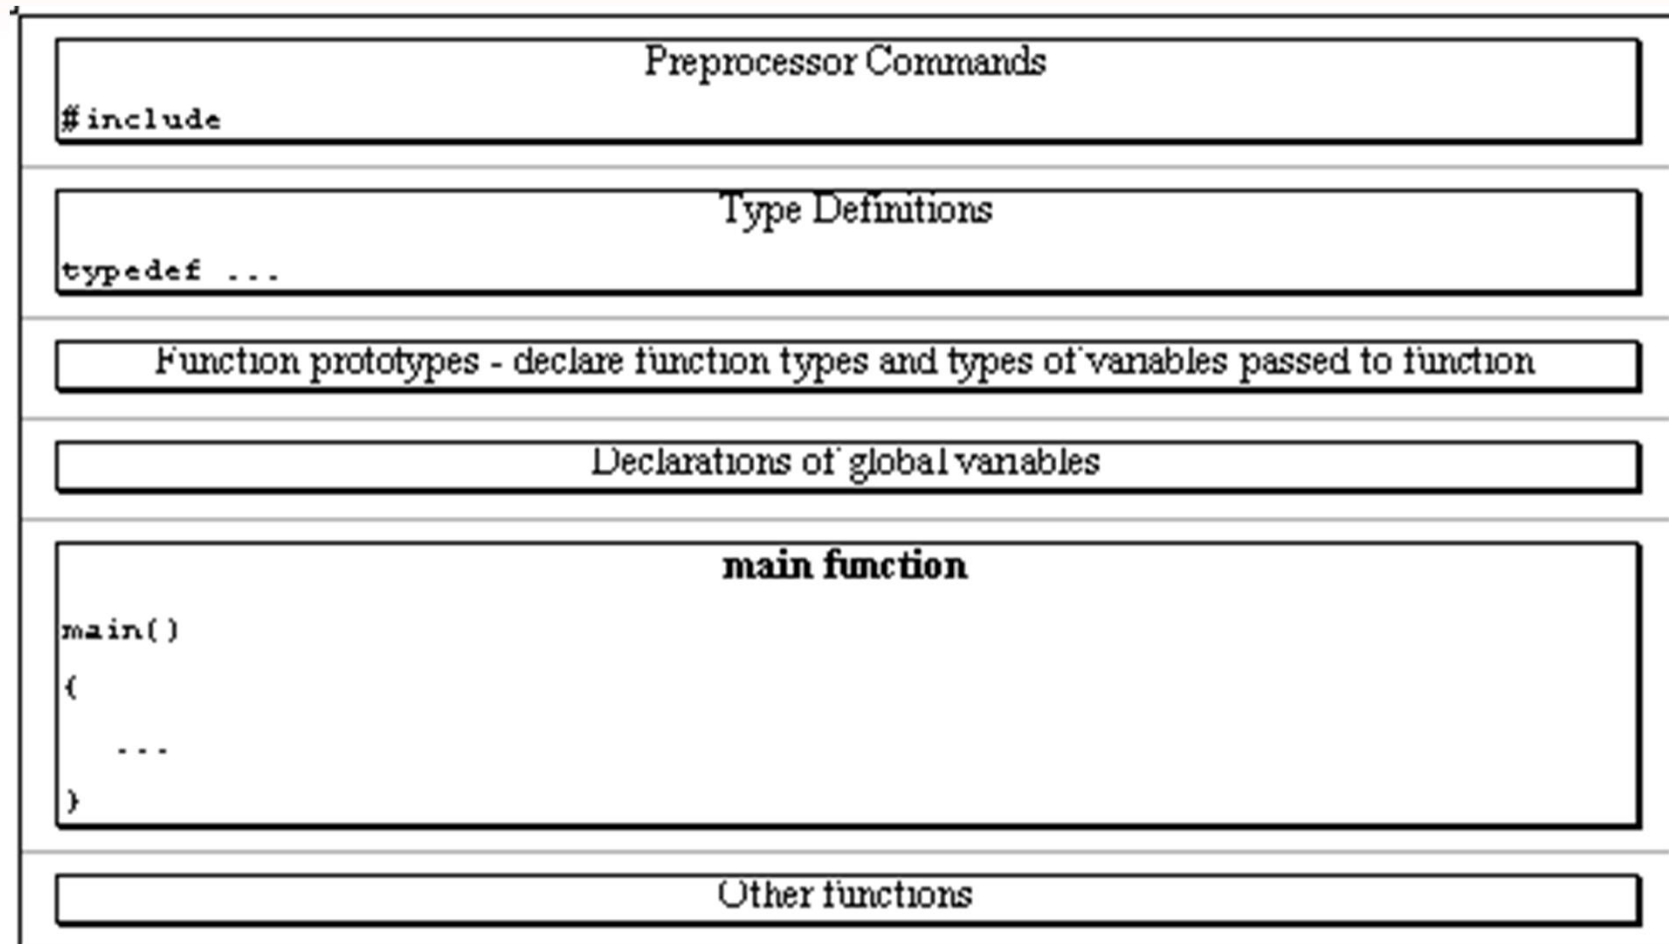 Preprocessor Commands
#include
Type Definitions
typedef ...
Function prototypes - declare function types and types of variables passed to function
Declarations of global variables
main function
main()
{
...
}
Other functions